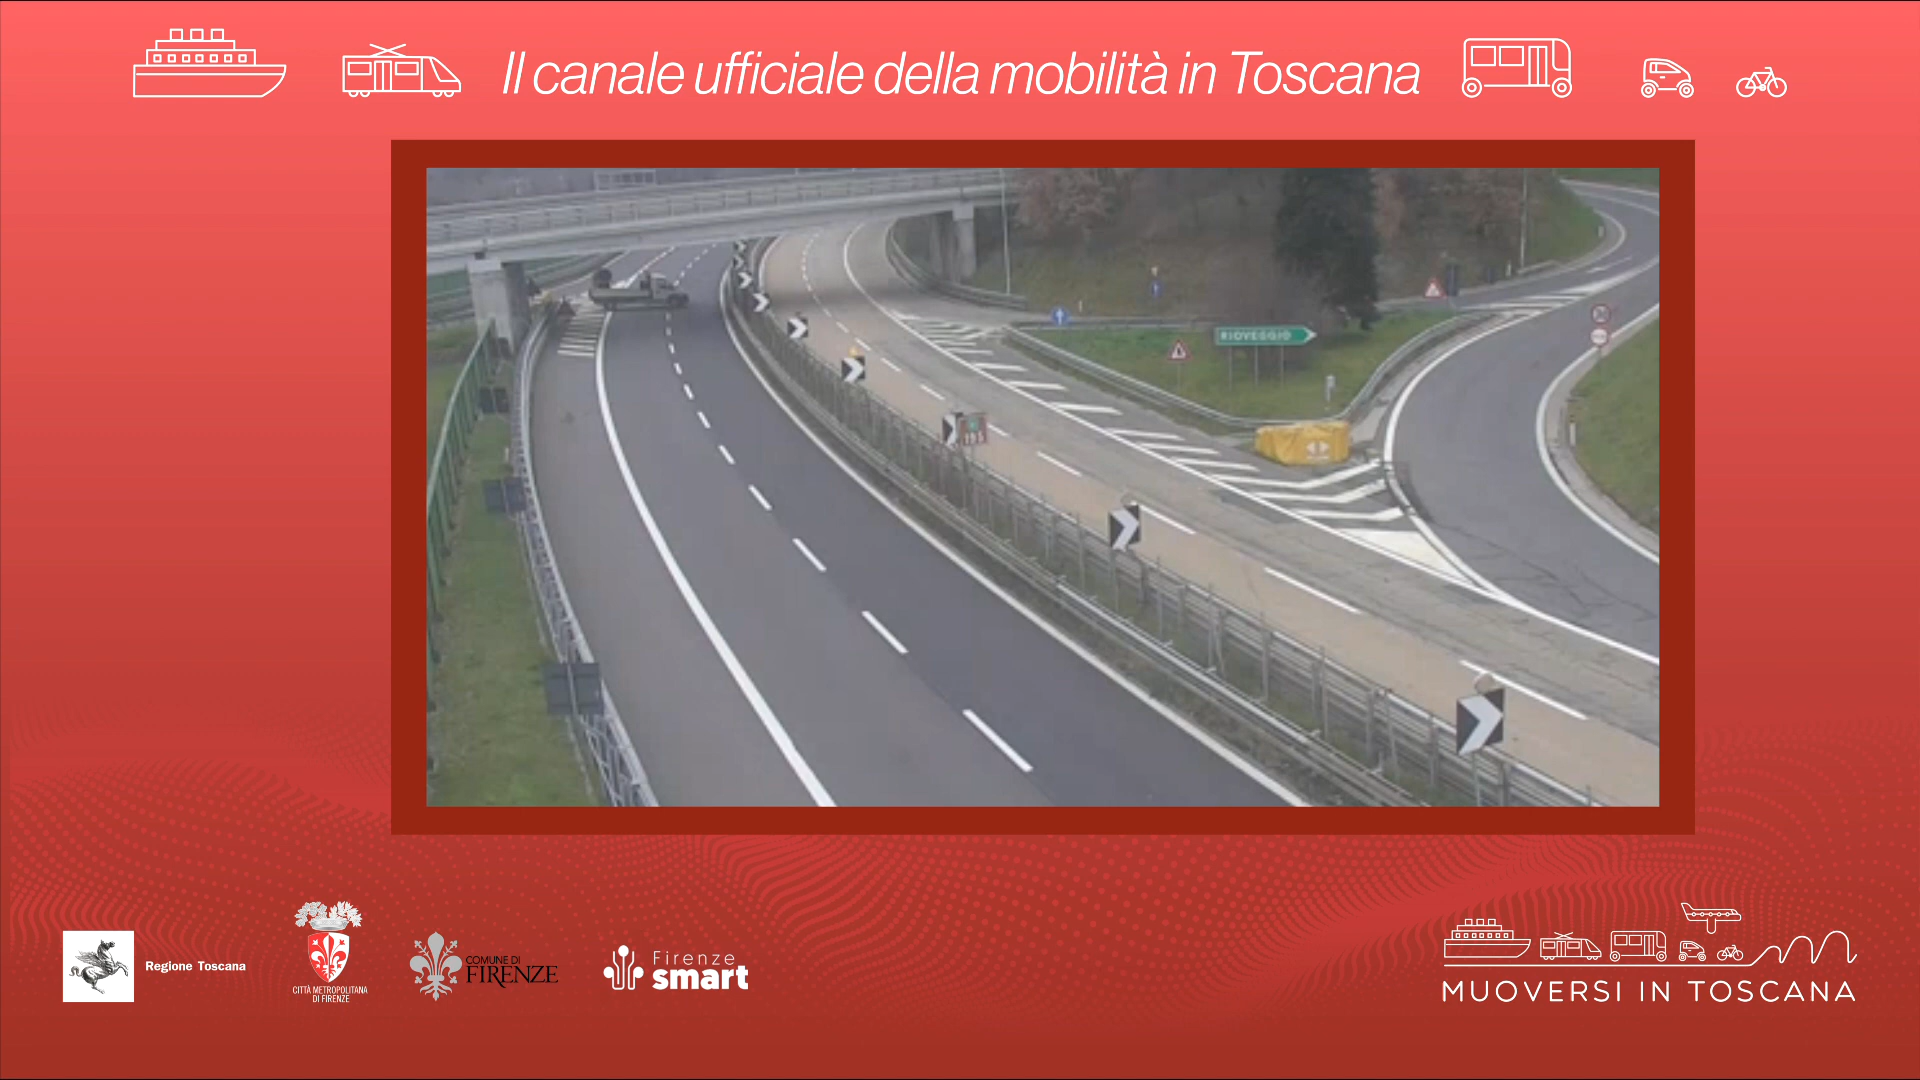 Il canale ufficiale della mobilità in Toscana
RIOVEGGIO
195
Regione Toscana
CITTÀ METROPOLITANA
DI FIRENZE
COMUNE DI
FIRENZE
Firenze
smart
MUOVERSI IN TOSCANA